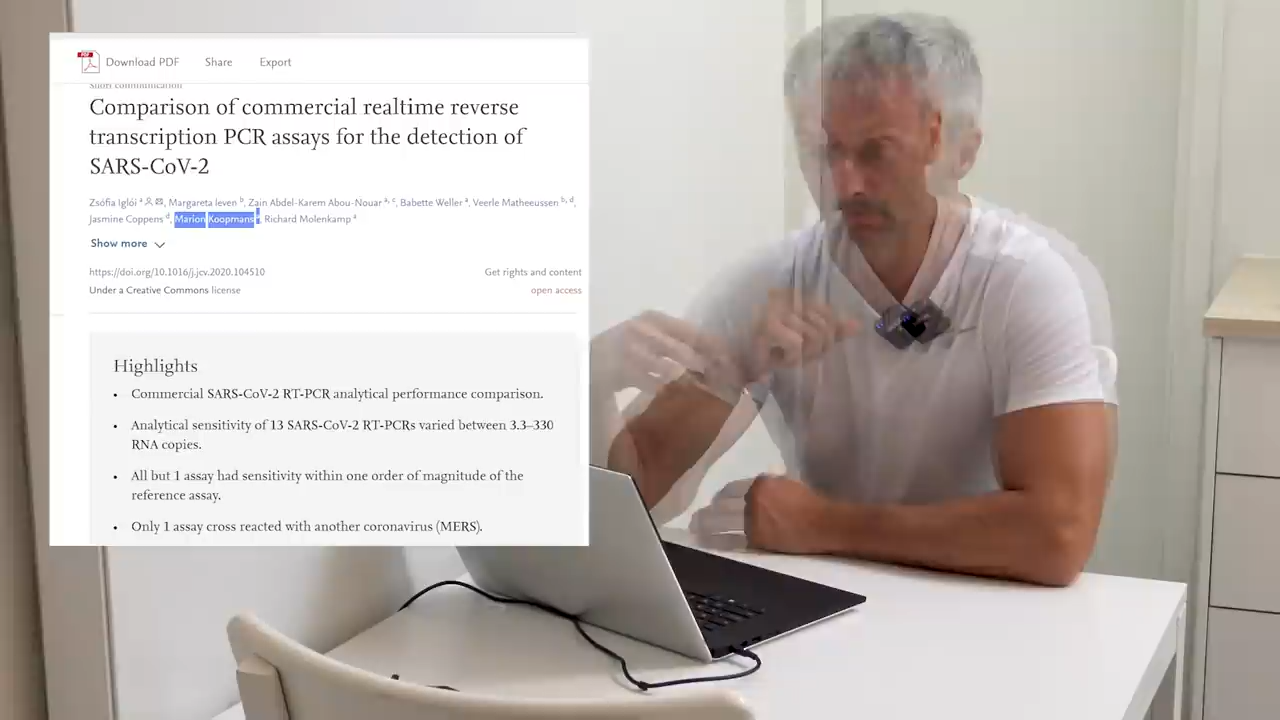 PDF
Download PDF
Share
Export
Short communication
Comparison of commercial realtime reverse
transcription PCR assays for the detection of
SARS-CoV-2
Zsófia Iglói a, Margareta Ieven b, Zain Abdel-Karem Abou-Nouar a, c, Babette Weller a, Veerle Matheeussen b, d,
Jasmine Coppens d, Marion Koopmans a, Richard Molenkamp a
Show more
https://doi.org/10.1016/j.jcv.2020.104510
Get rights and content
Under a Creative Commons license
open access
Highlights
• Commercial SARS-CoV-2 RT-PCR analytical performance comparison.
• Analytical sensitivity of 13 SARS-CoV-2 RT-PCRs varied between 3.3–330
RNA copies.
• All but 1 assay had sensitivity within one order of magnitude of the
reference assay.
• Only 1 assay cross reacted with another coronavirus (MERS).